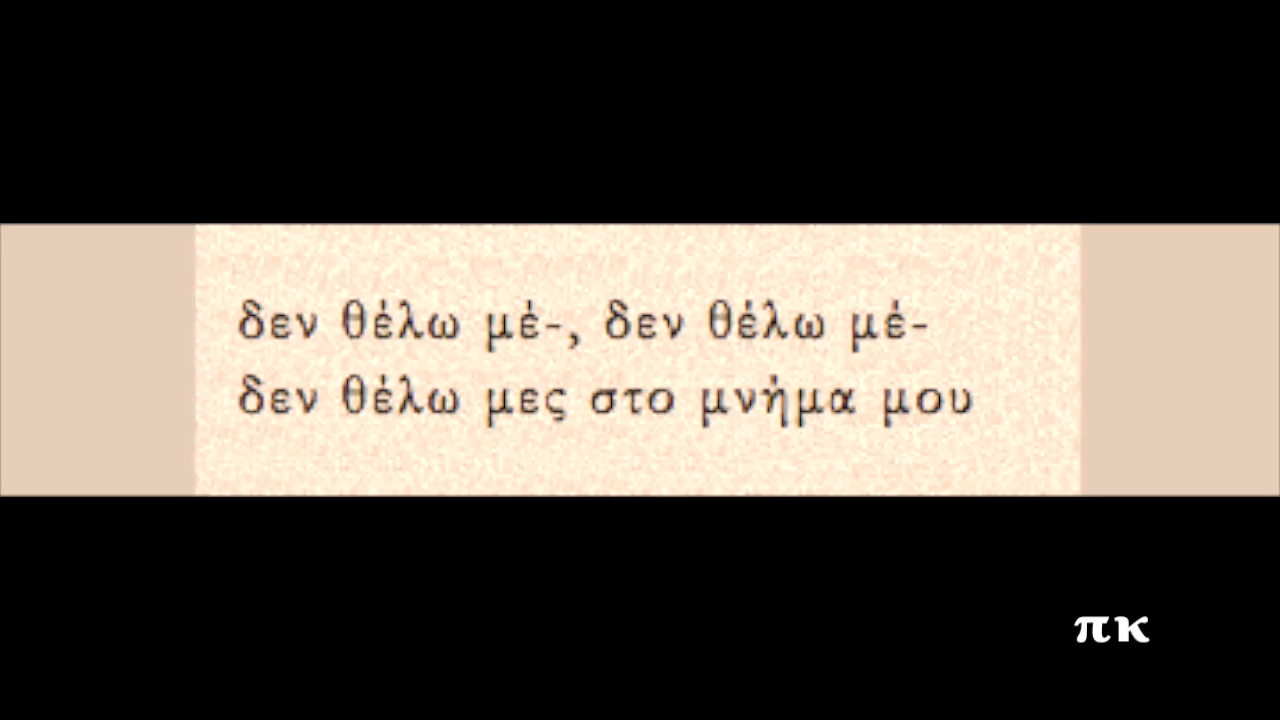 δεν θέλω μέ-, δεν θέλω μέ-
δεν θέλω μες στο μνήμα μου
πκ